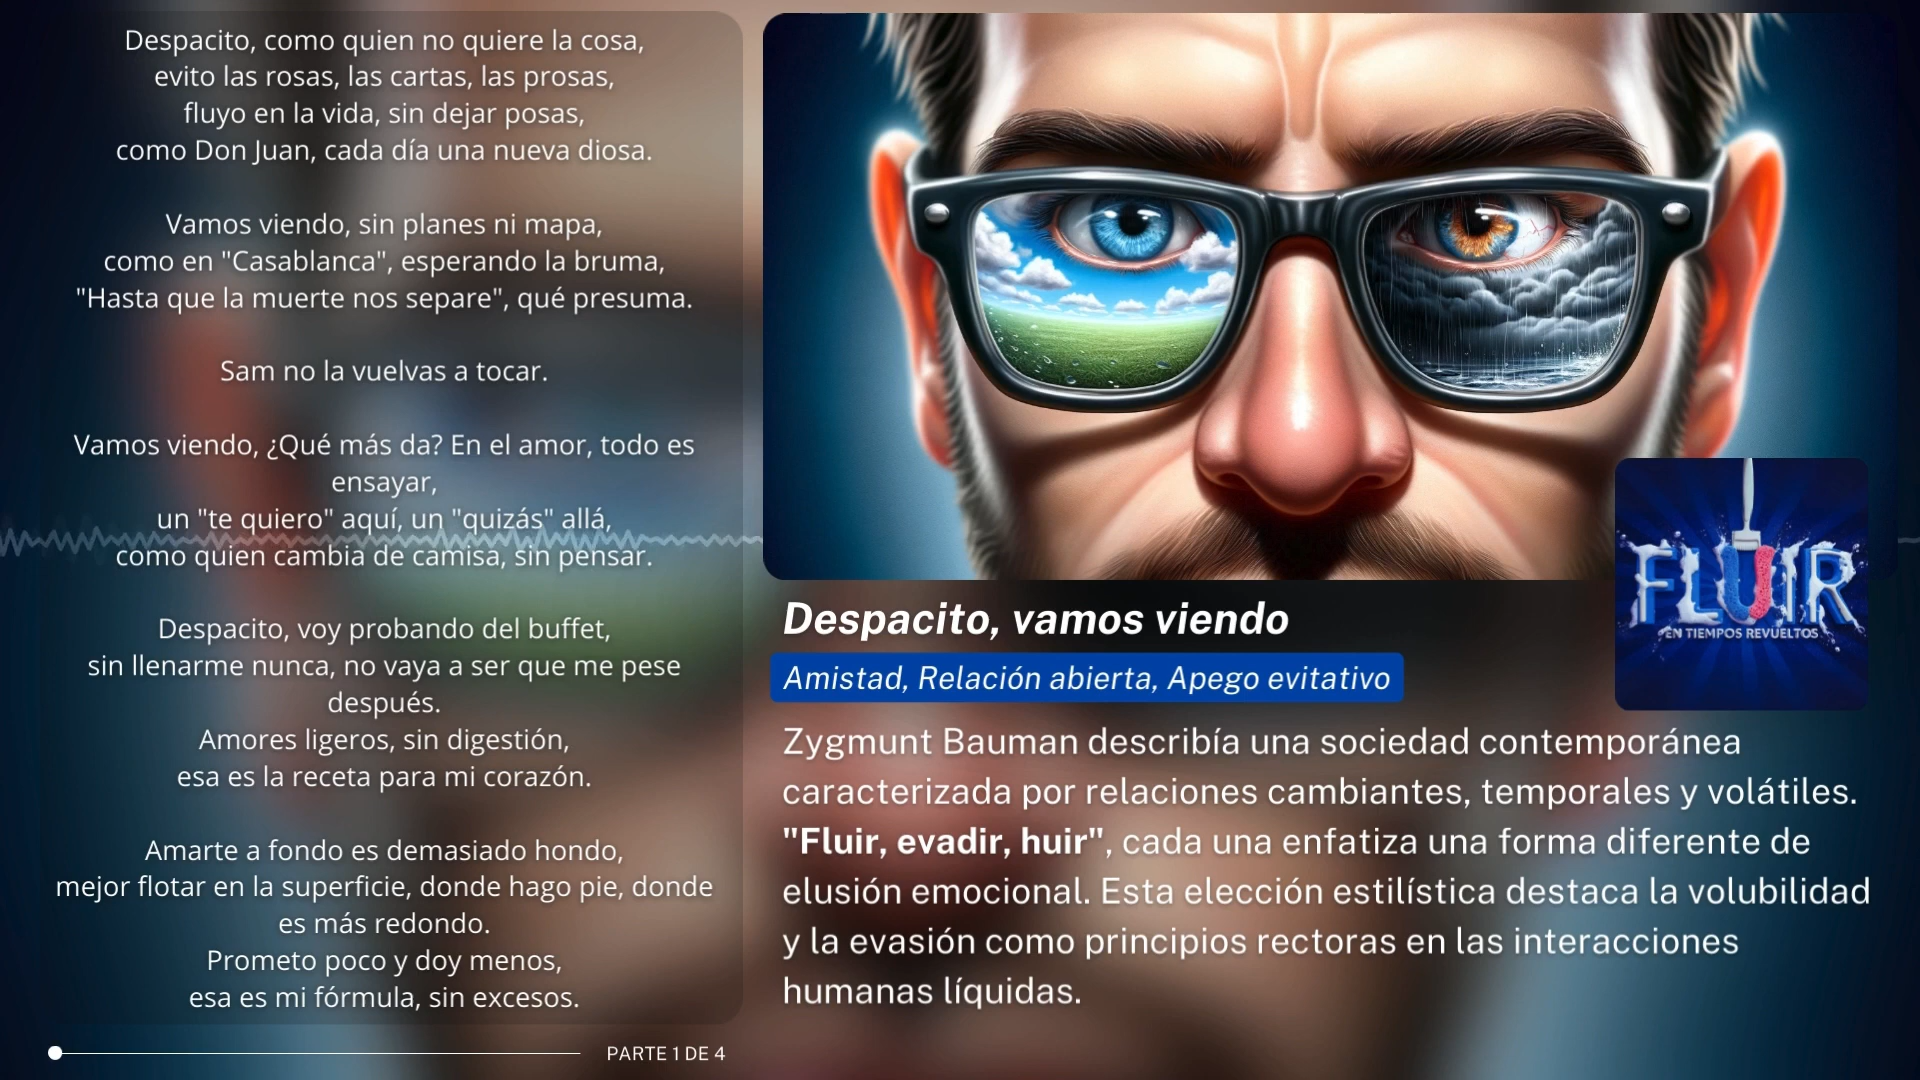 Despacito, como quien no quiere la cosa,
evito las rosas, las cartas, las prosas,
fluyo en la vida, sin dejar posas,
como Don Juan, cada día una nueva diosa.
Vamos viendo, sin planes ni mapa,
como en "Casablanca", esperando la bruma,
"Hasta que la muerte nos separe", qué presuma.
Sam no la vuelvas a tocar.
Vamos viendo, ¿Qué más da? En el amor, todo es
ensayar,
un "te quiero" aquí, un "quizás" allá,
como quien cambia de camisa, sin pensar.
Despacito, voy probando del buffet,
sin llenarme nunca, no vaya a ser que me pese
después.
Amores ligeros, sin digestión,
esa es la receta para mi corazón.
Amarte a fondo es demasiado hondo,
mejor flotar en la superficie, donde hago pie, donde
es más redondo.
Prometo poco y doy menos,
esa es mi fórmula, sin excesos.
PARTE 1 DE 4
FLUIR
EN TIEMPOS REVUELTOS
Despacito, vamos viendo
Amistad, Relación abierta, Apego evitativo
Zygmunt Bauman describía una sociedad contemporánea
caracterizada por relaciones cambiantes, temporales y volátiles.
"Fluir, evadir, huir", cada una enfatiza una forma diferente de
elusión emocional. Esta elección estilística destaca la volubilidad
y la evasión como principios rectoras en las interacciones
humanas líquidas.